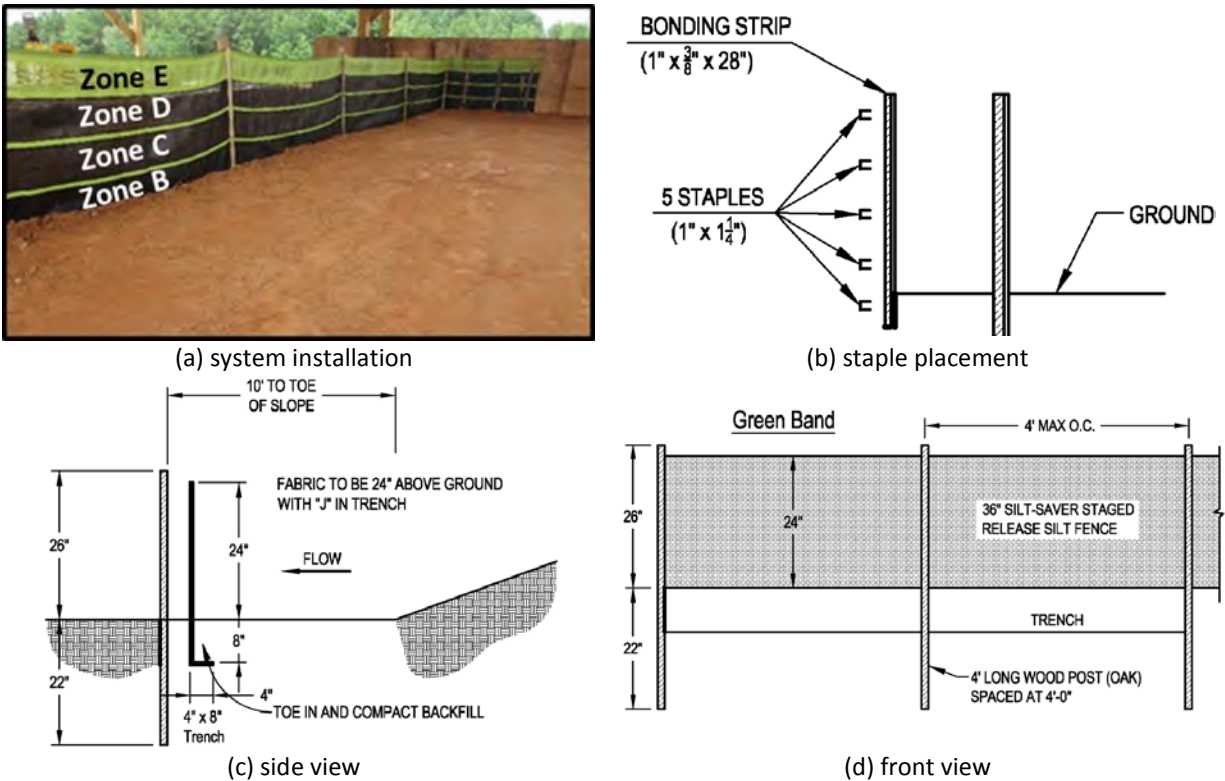 Zone E
Zone D
Zone C
Zone B
(a) system installation
BONDING STRIP
(1" x 3/8" x 28")
5 STAPLES
(1" x 1 1/4")
GROUND
(b) staple placement
10' TO TOE
OF SLOPE
FABRIC TO BE 24" ABOVE GROUND
WITH "J" IN TRENCH
26"
24"
FLOW
8"
22"
4"
4" x 8"
Trench
TOE IN AND COMPACT BACKFILL
(c) side view
Green Band
4' MAX O.C.
26"
24"
36" SILT-SAVER STAGED
RELEASE SILT FENCE
22"
TRENCH
4' LONG WOOD POST (OAK)
SPACED AT 4'-0"
(d) front view